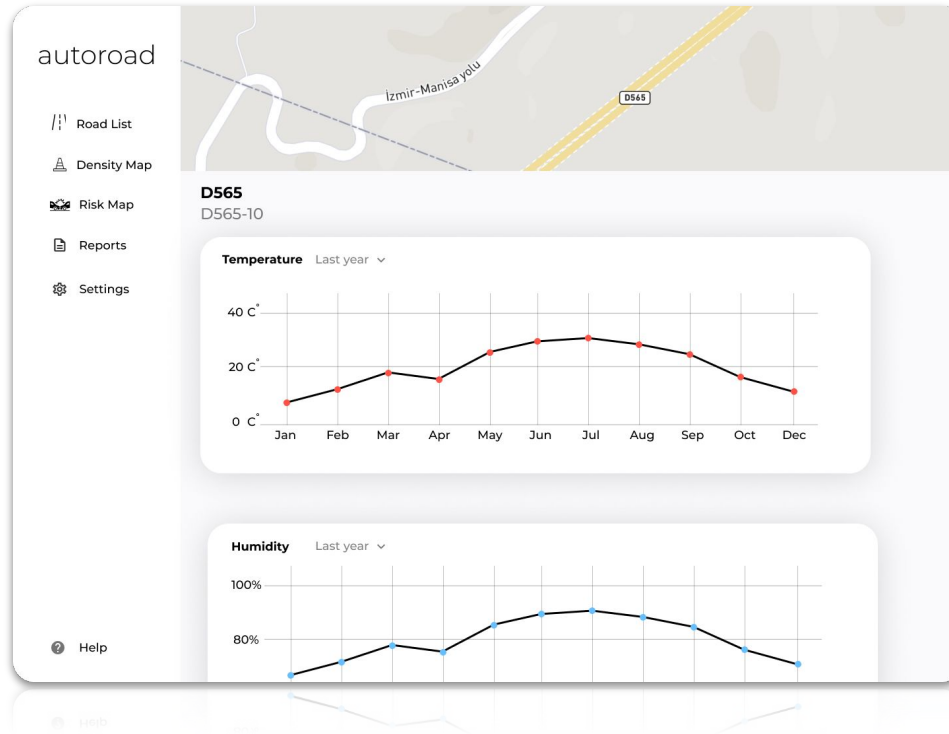 autoroad
Road List
Density Map
Risk Map
Reports
Settings
Help
İzmir-Manisa yolu
D565
D565
D565-10
Temperature Last year
40 C°
20 C°
0 C°
Jan Feb Mar Apr May Jun Jul Aug Sep Oct Dec
Humidity Last year
100%
80%